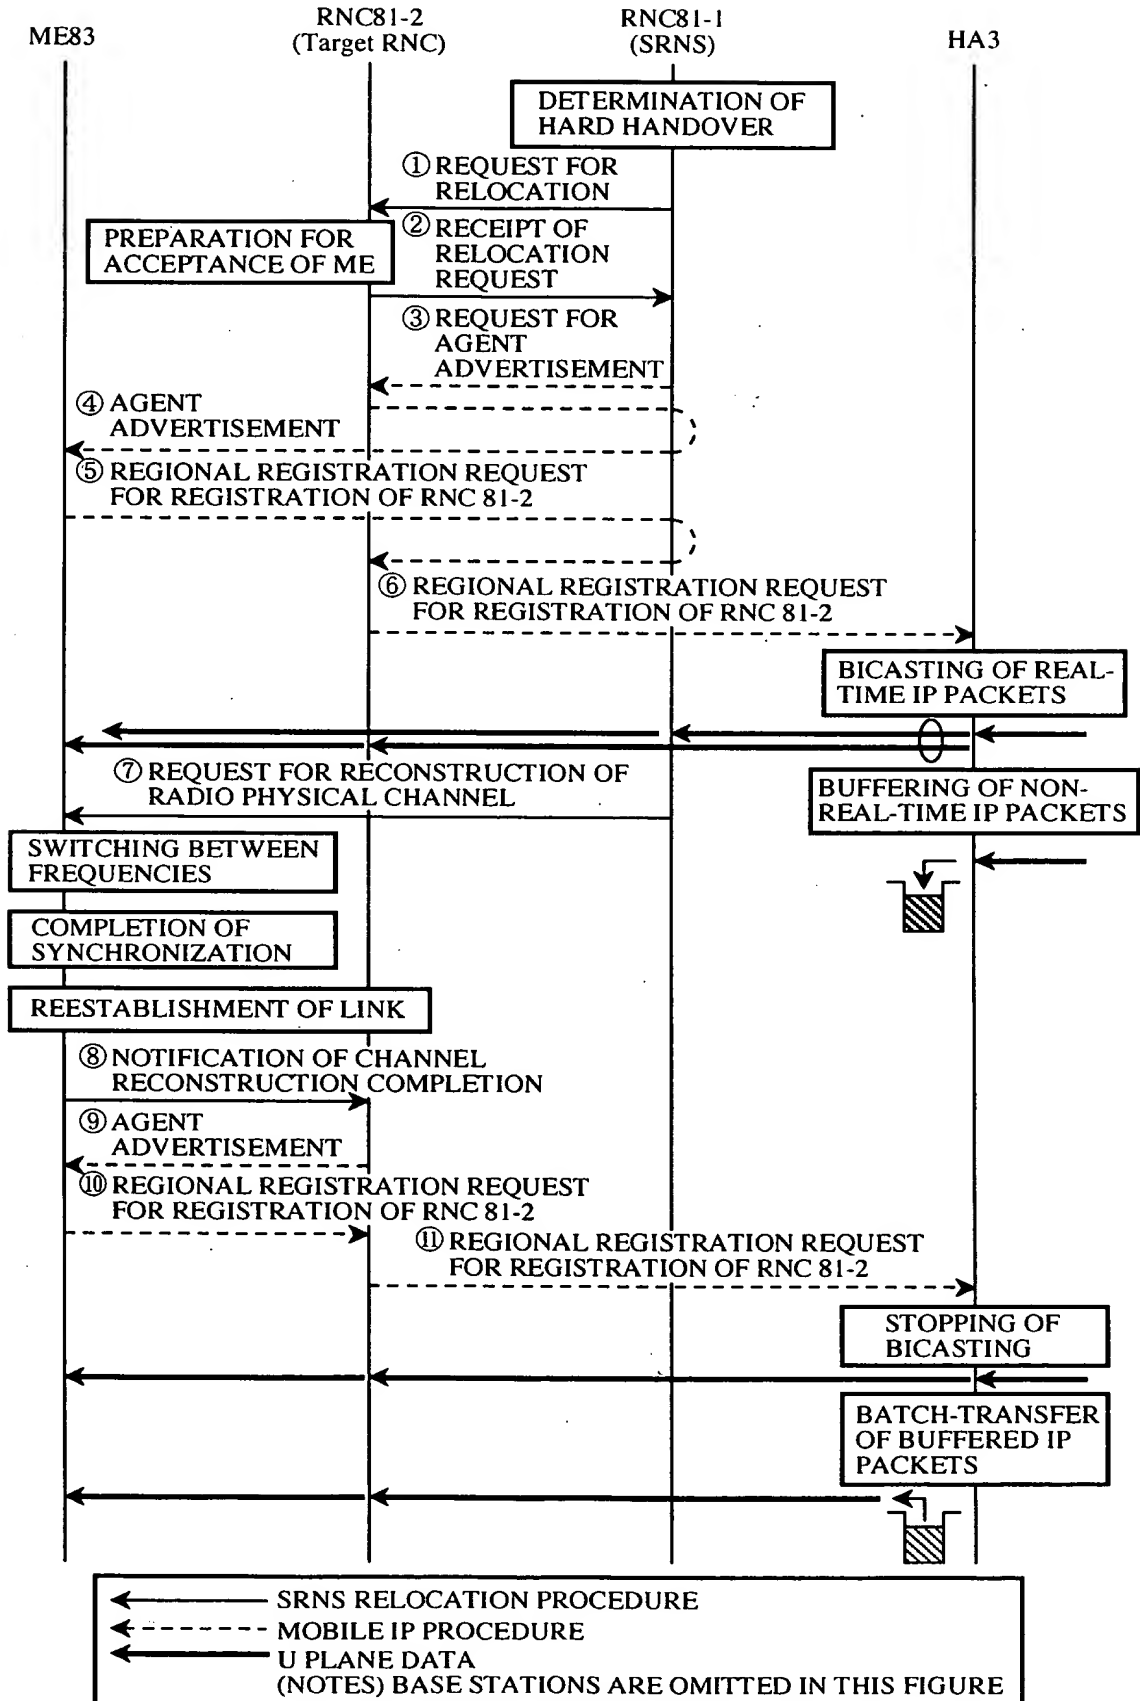 ME83
RNC81-2
(Target RNC)
RNC81-1
(SRNS)
HA3
DETERMINATION OF
HARD HANDOVER
① REQUEST FOR
RELOCATION
PREPARATION FOR
ACCEPTANCE OF ME
② RECEIPT OF
RELOCATION
REQUEST
③ REQUEST FOR
AGENT
ADVERTISEMENT
④ AGENT
ADVERTISEMENT
⑤ REGIONAL REGISTRATION REQUEST
FOR REGISTRATION OF RNC 81-2
⑥ REGIONAL REGISTRATION REQUEST
FOR REGISTRATION OF RNC 81-2
BICASTING OF REAL-
TIME IP PACKETS
⑦ REQUEST FOR RECONSTRUCTION OF
RADIO PHYSICAL CHANNEL
BUFFERING OF NON-
REAL-TIME IP PACKETS
SWITCHING BETWEEN
FREQUENCIES
COMPLETION OF
SYNCHRONIZATION
REESTABLISHMENT OF LINK
⑧ NOTIFICATION OF CHANNEL
RECONSTRUCTION COMPLETION
⑨ AGENT
ADVERTISEMENT
⑩ REGIONAL REGISTRATION REQUEST
FOR REGISTRATION OF RNC 81-2
⑪ REGIONAL REGISTRATION REQUEST
FOR REGISTRATION OF RNC 81-2
STOPPING OF
BICASTING
BATCH-TRANSFER
OF BUFFERED IP
PACKETS
SRNS RELOCATION PROCEDURE
MOBILE IP PROCEDURE
U PLANE DATA
(NOTES) BASE STATIONS ARE OMITTED IN THIS FIGURE